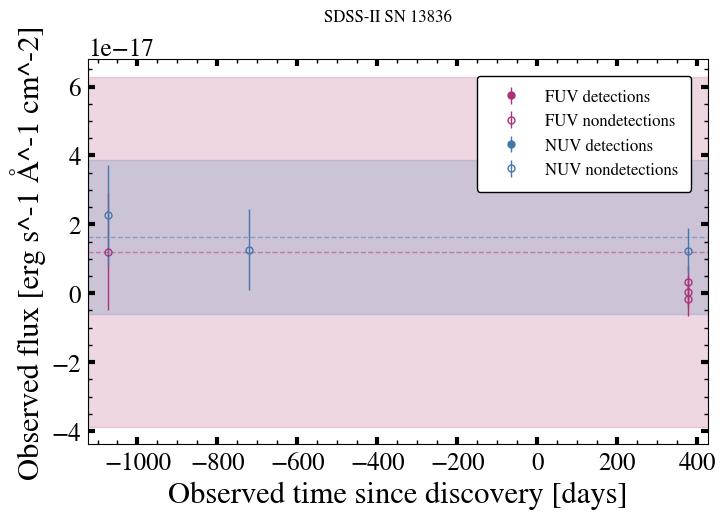 SDSS-II SN 13836
1e−17
Observed flux [erg s^-1 Å^-1 cm^-2]
6
4
2
0
−2
−4
FUV detections
FUV nondetections
NUV detections
NUV nondetections
−1000 −800 −600 −400 −200 0 200 400
Observed time since discovery [days]